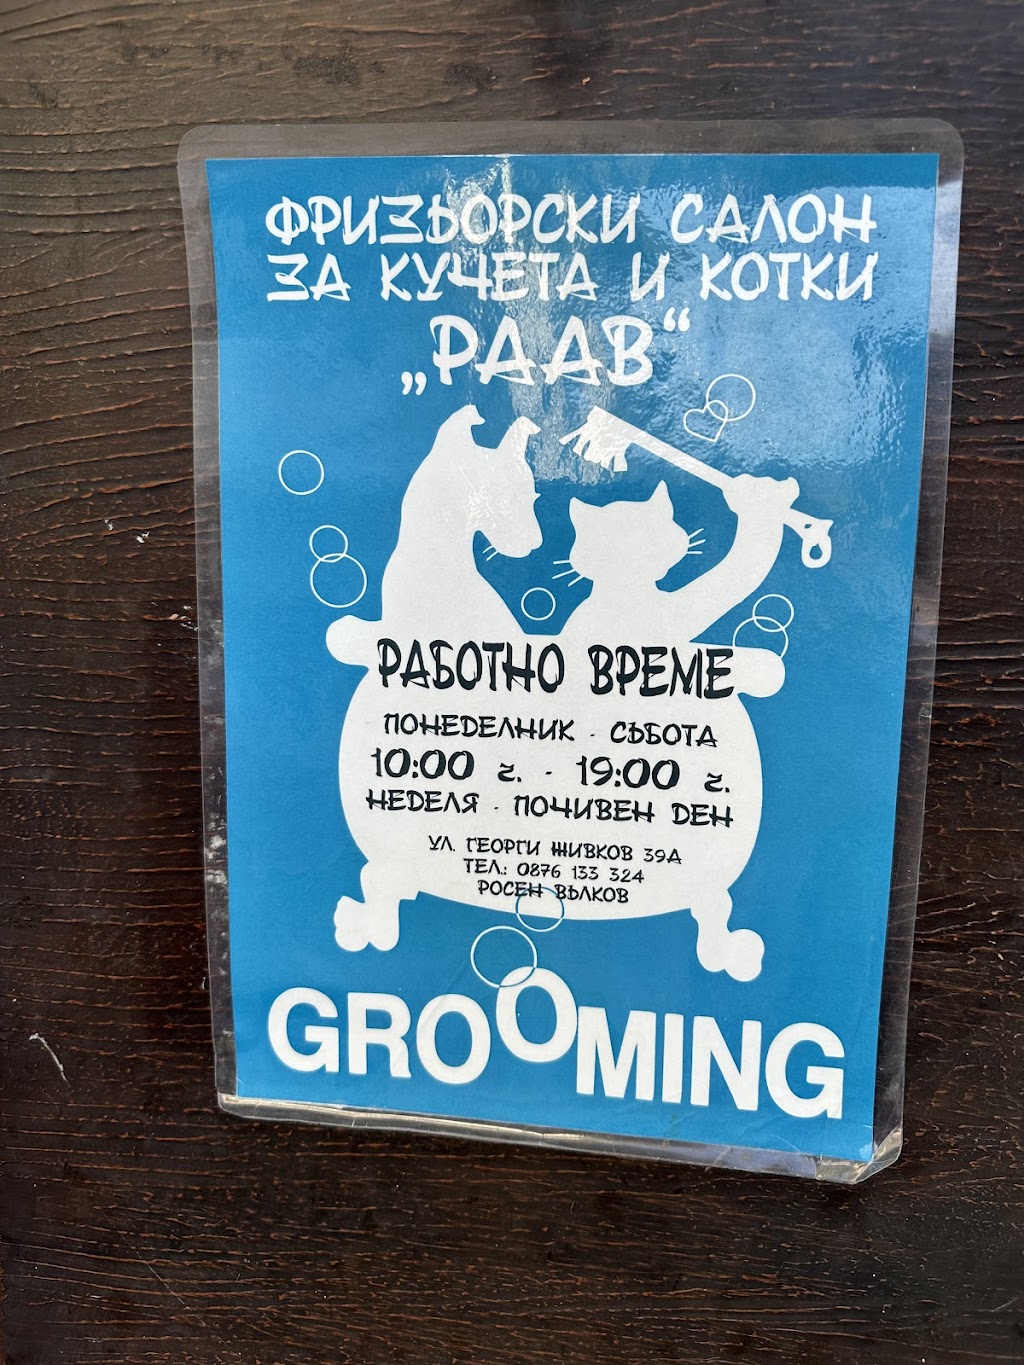 ФРИЗЬОРСКИ САЛОН
ЗА КУЧЕТА И КОТКИ
„РААВ“
РАБОТНО ВРЕМЕ
ПОНЕДЕЛНИК - СЪБОТА
10:00 г. - 19:00 г.
НЕДЕЛЯ - ПОЧИВЕН ДЕН
УЛ. ГЕОРГИ ЖИВКОВ 39А
ТЕЛ.: 0876 133 324
РОСЕН ВЪЛКОВ
GROOMING